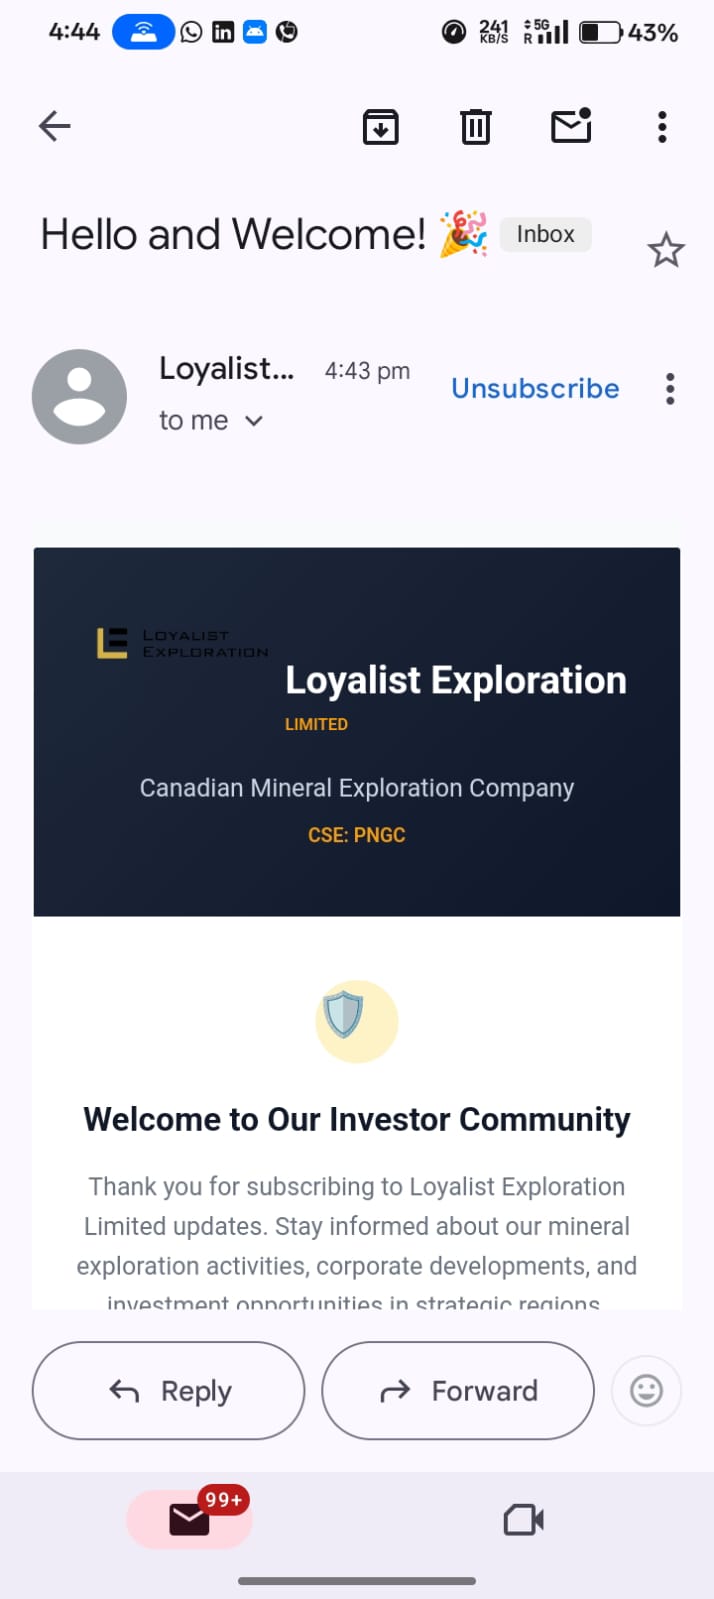 4:44
241
KB/S
5G
R
43%
Hello and Welcome! 🎉 Inbox
Loyalist... 4:43 pm
Unsubscribe
to me
LOYALIST
EXPLORATION
Loyalist Exploration
LIMITED
Canadian Mineral Exploration Company
CSE: PNGC
Welcome to Our Investor Community
Thank you for subscribing to Loyalist Exploration
Limited updates. Stay informed about our mineral
exploration activities, corporate developments, and
investment opportunities in strategic regions
Reply
Forward
99+